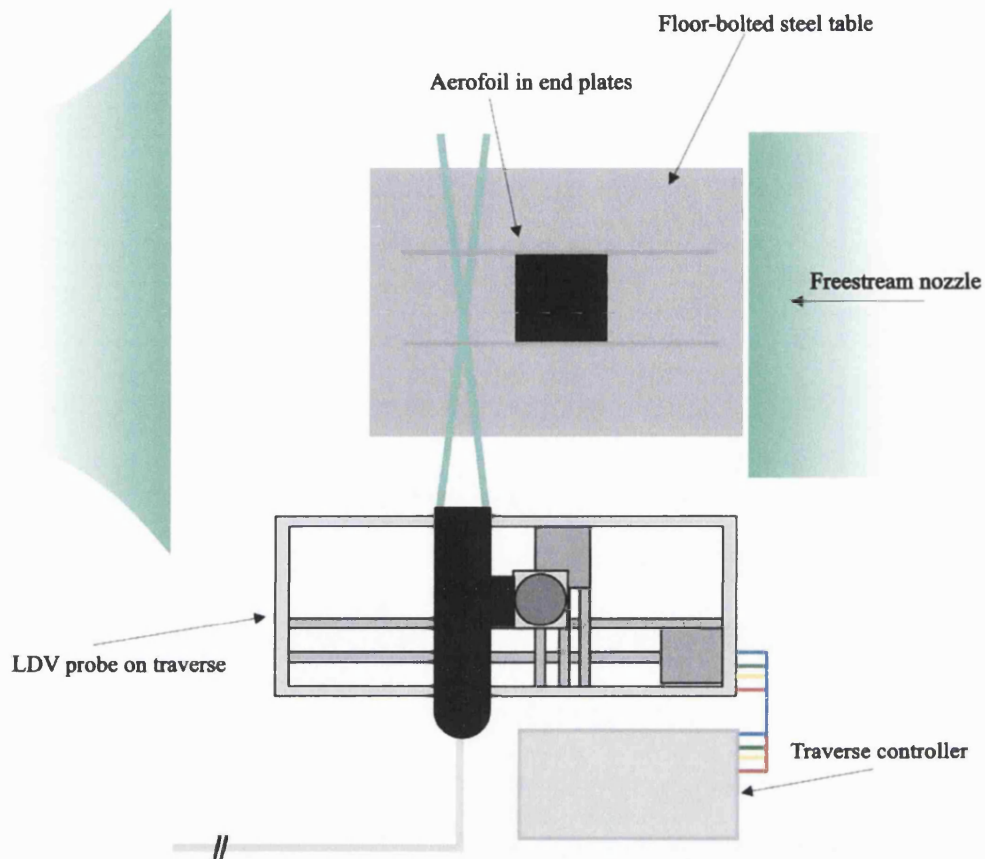 Floor-bolted steel table
Aerofoil in end plates
Freestream nozzle
LDV probe on traverse
Traverse controller